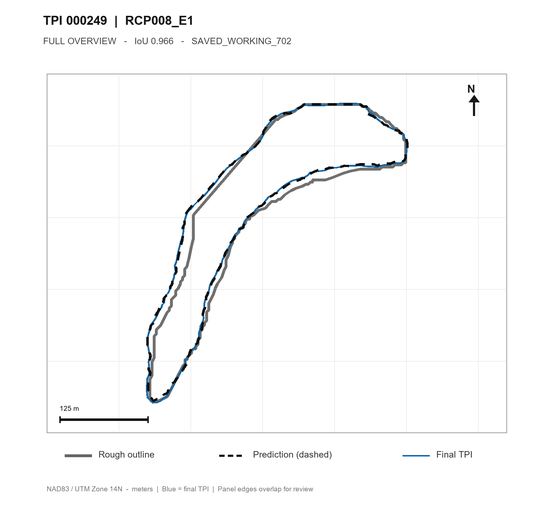 TPI 000249 | RCP008_E1
FULL OVERVIEW - IoU 0.966 - SAVED_WORKING_702
N
125 m
Rough outline
Prediction (dashed)
Final TPI
NAD83 / UTM Zone 14N - meters | Blue = final TPI | Panel edges overlap for review